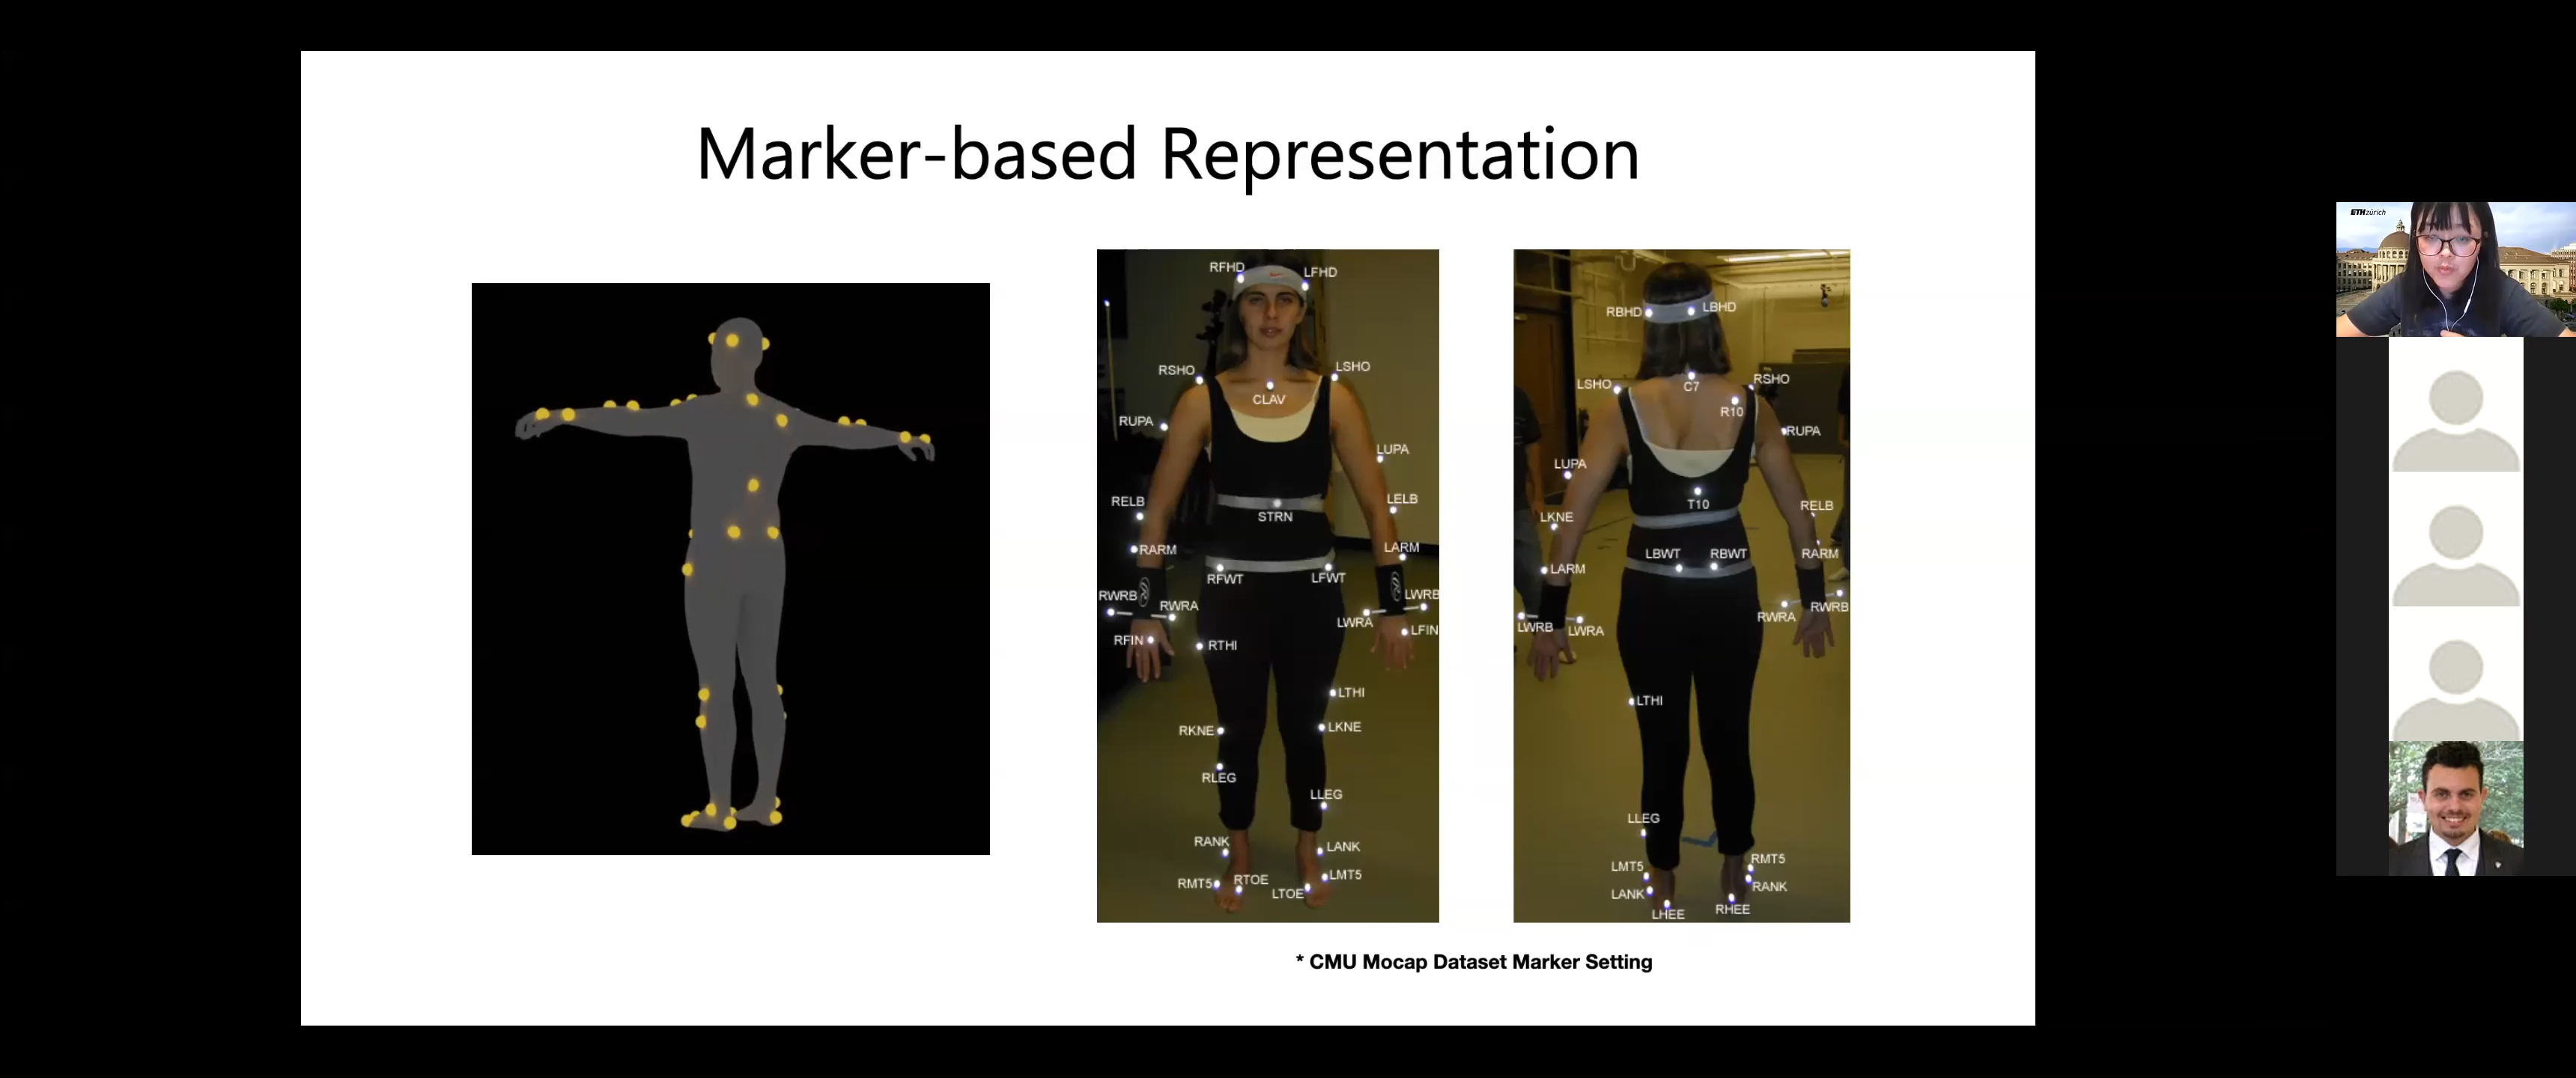 Marker-based Representation
RFHD
LFHD
RSHO
LSHO
CLAV
RUPA
LUPA
RELB
LELB
STRN
RARM
LARM
RFWT
LFWT
RWRB
RWRA
LWRB
LWRA
RFIN
LFIN
RTHI
LTHI
RKNE
LKNE
RLEG
LLEG
RANK
LANK
RMT5
RTOE
LTOE
LMT5
RBHD
LBHD
LSHO
C7
RSHO
R10
RUPA
LUPA
T10
RELB
LKNE
LBWT
RBWT
RARM
LARM
RWRB
RWRA
LWRB
LWRA
LTHI
LLEG
RMT5
LMT5
RANK
LANK
RHEE
LHEE
* CMU Mocap Dataset Marker Setting
ETH zürich